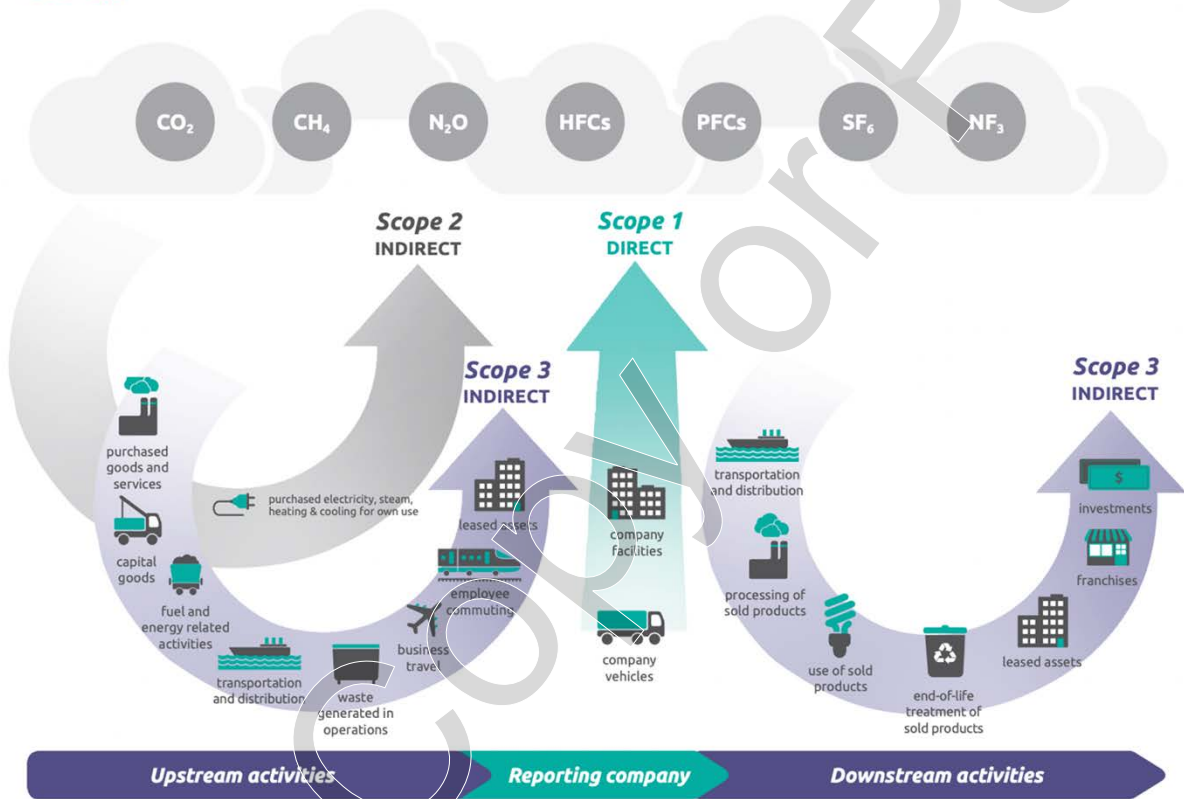 CO₂
CH₄
N₂O
HFCs
PFCs
SF₆
NF₃
Scope 2
INDIRECT
Scope 1
DIRECT
Scope 3
INDIRECT
Scope 3
INDIRECT
purchased
goods and
services
capital
goods
fuel and
energy related
activities
transportation
and distribution
waste
generated in
operations
business
travel
employee
commuting
leased assets
purchased electricity, steam,
heating & cooling for own use
company
facilities
company
vehicles
transportation
and distribution
processing of
sold products
use of sold
products
end-of-life
treatment of
sold products
leased assets
franchises
$
investments
Upstream activities
Reporting company
Downstream activities
Copy or Po